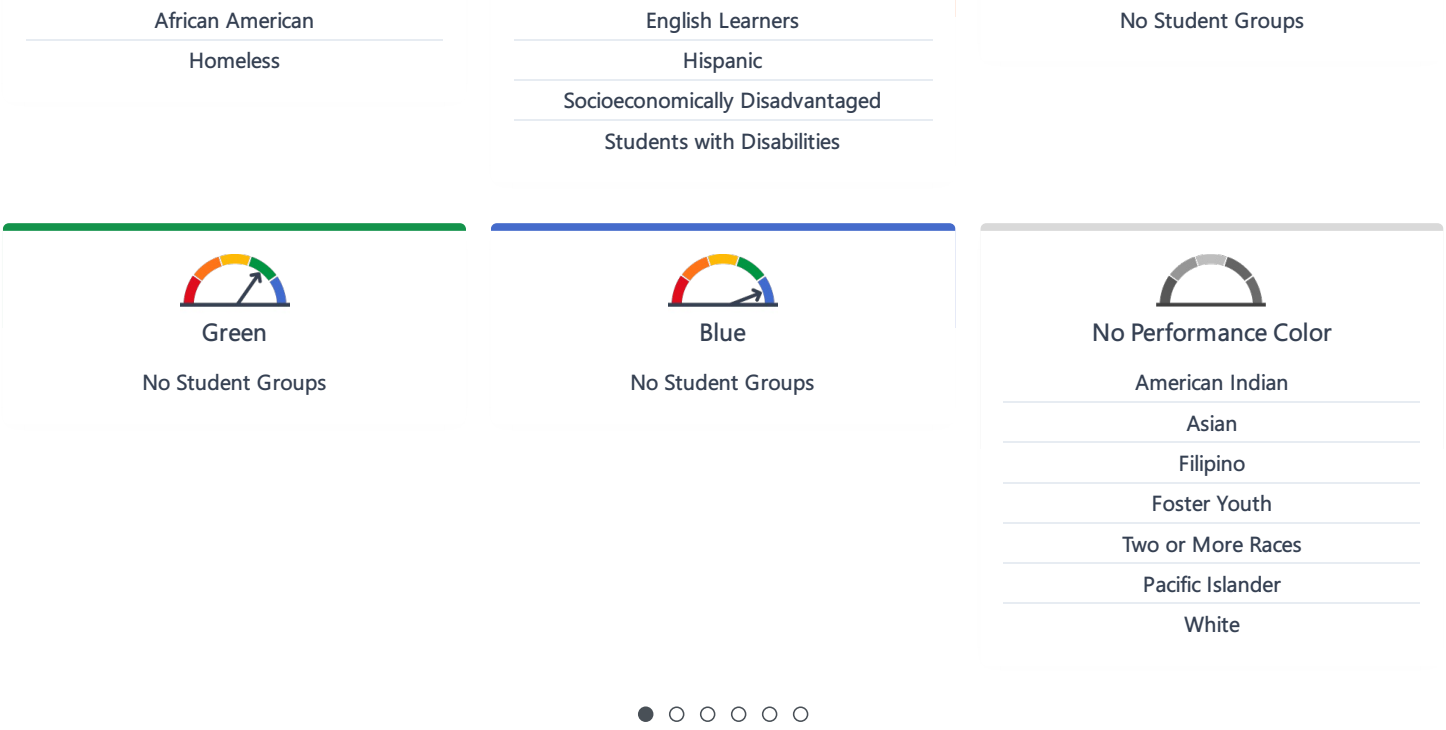 African American
Homeless
English Learners
Hispanic
Socioeconomically Disadvantaged
Students with Disabilities
No Student Groups
Green
No Student Groups
Blue
No Student Groups
No Performance Color
American Indian
Asian
Filipino
Foster Youth
Two or More Races
Pacific Islander
White